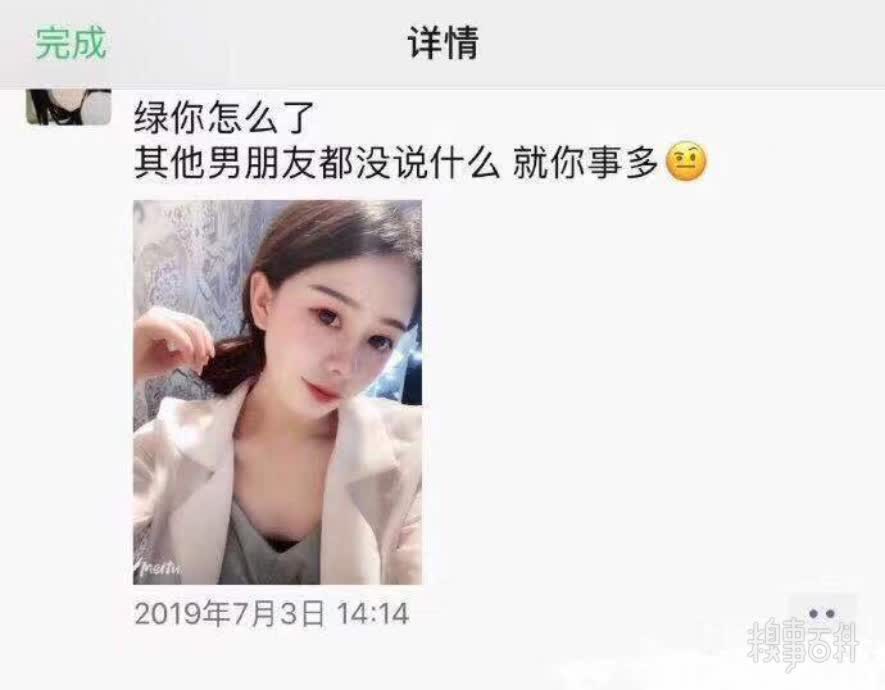 完成
详情
绿你怎么了
其他男朋友都没说什么 就你事多🤨
meitu
2019年7月3日 14:14
糗事百科